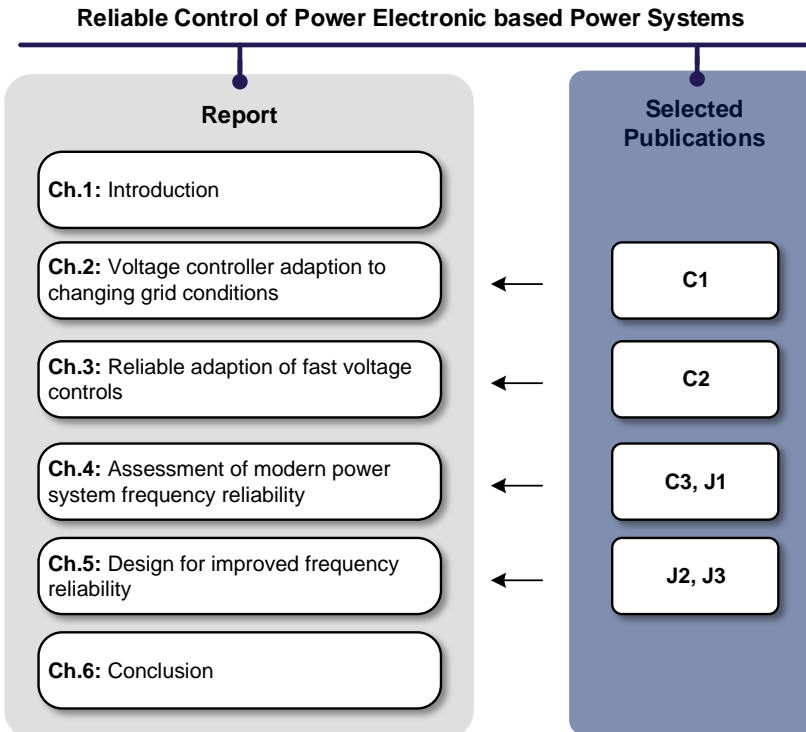 Reliable Control of Power Electronic based Power Systems
Report
Ch.1: Introduction
Ch.2: Voltage controller adaption to
changing grid conditions
Ch.3: Reliable adaption of fast voltage
controls
Ch.4: Assessment of modern power
system frequency reliability
Ch.5: Design for improved frequency
reliability
Ch.6: Conclusion
Selected
Publications
C1
C2
C3, J1
J2, J3